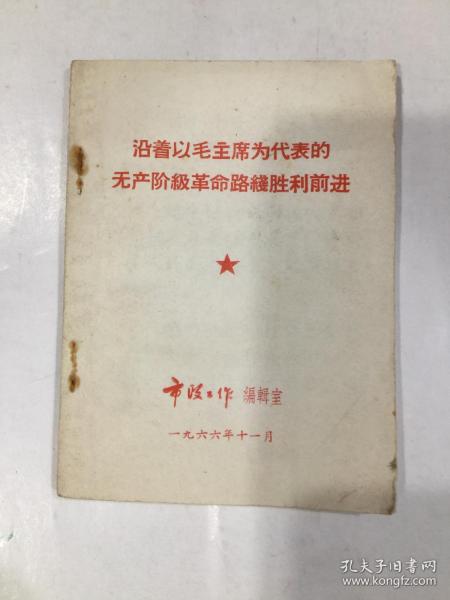 沿着以毛主席为代表的
无产阶級革命路綫胜利前进
市政工作 編輯室
一九六六年十一月
孔夫子旧书网
www.kongfz.com